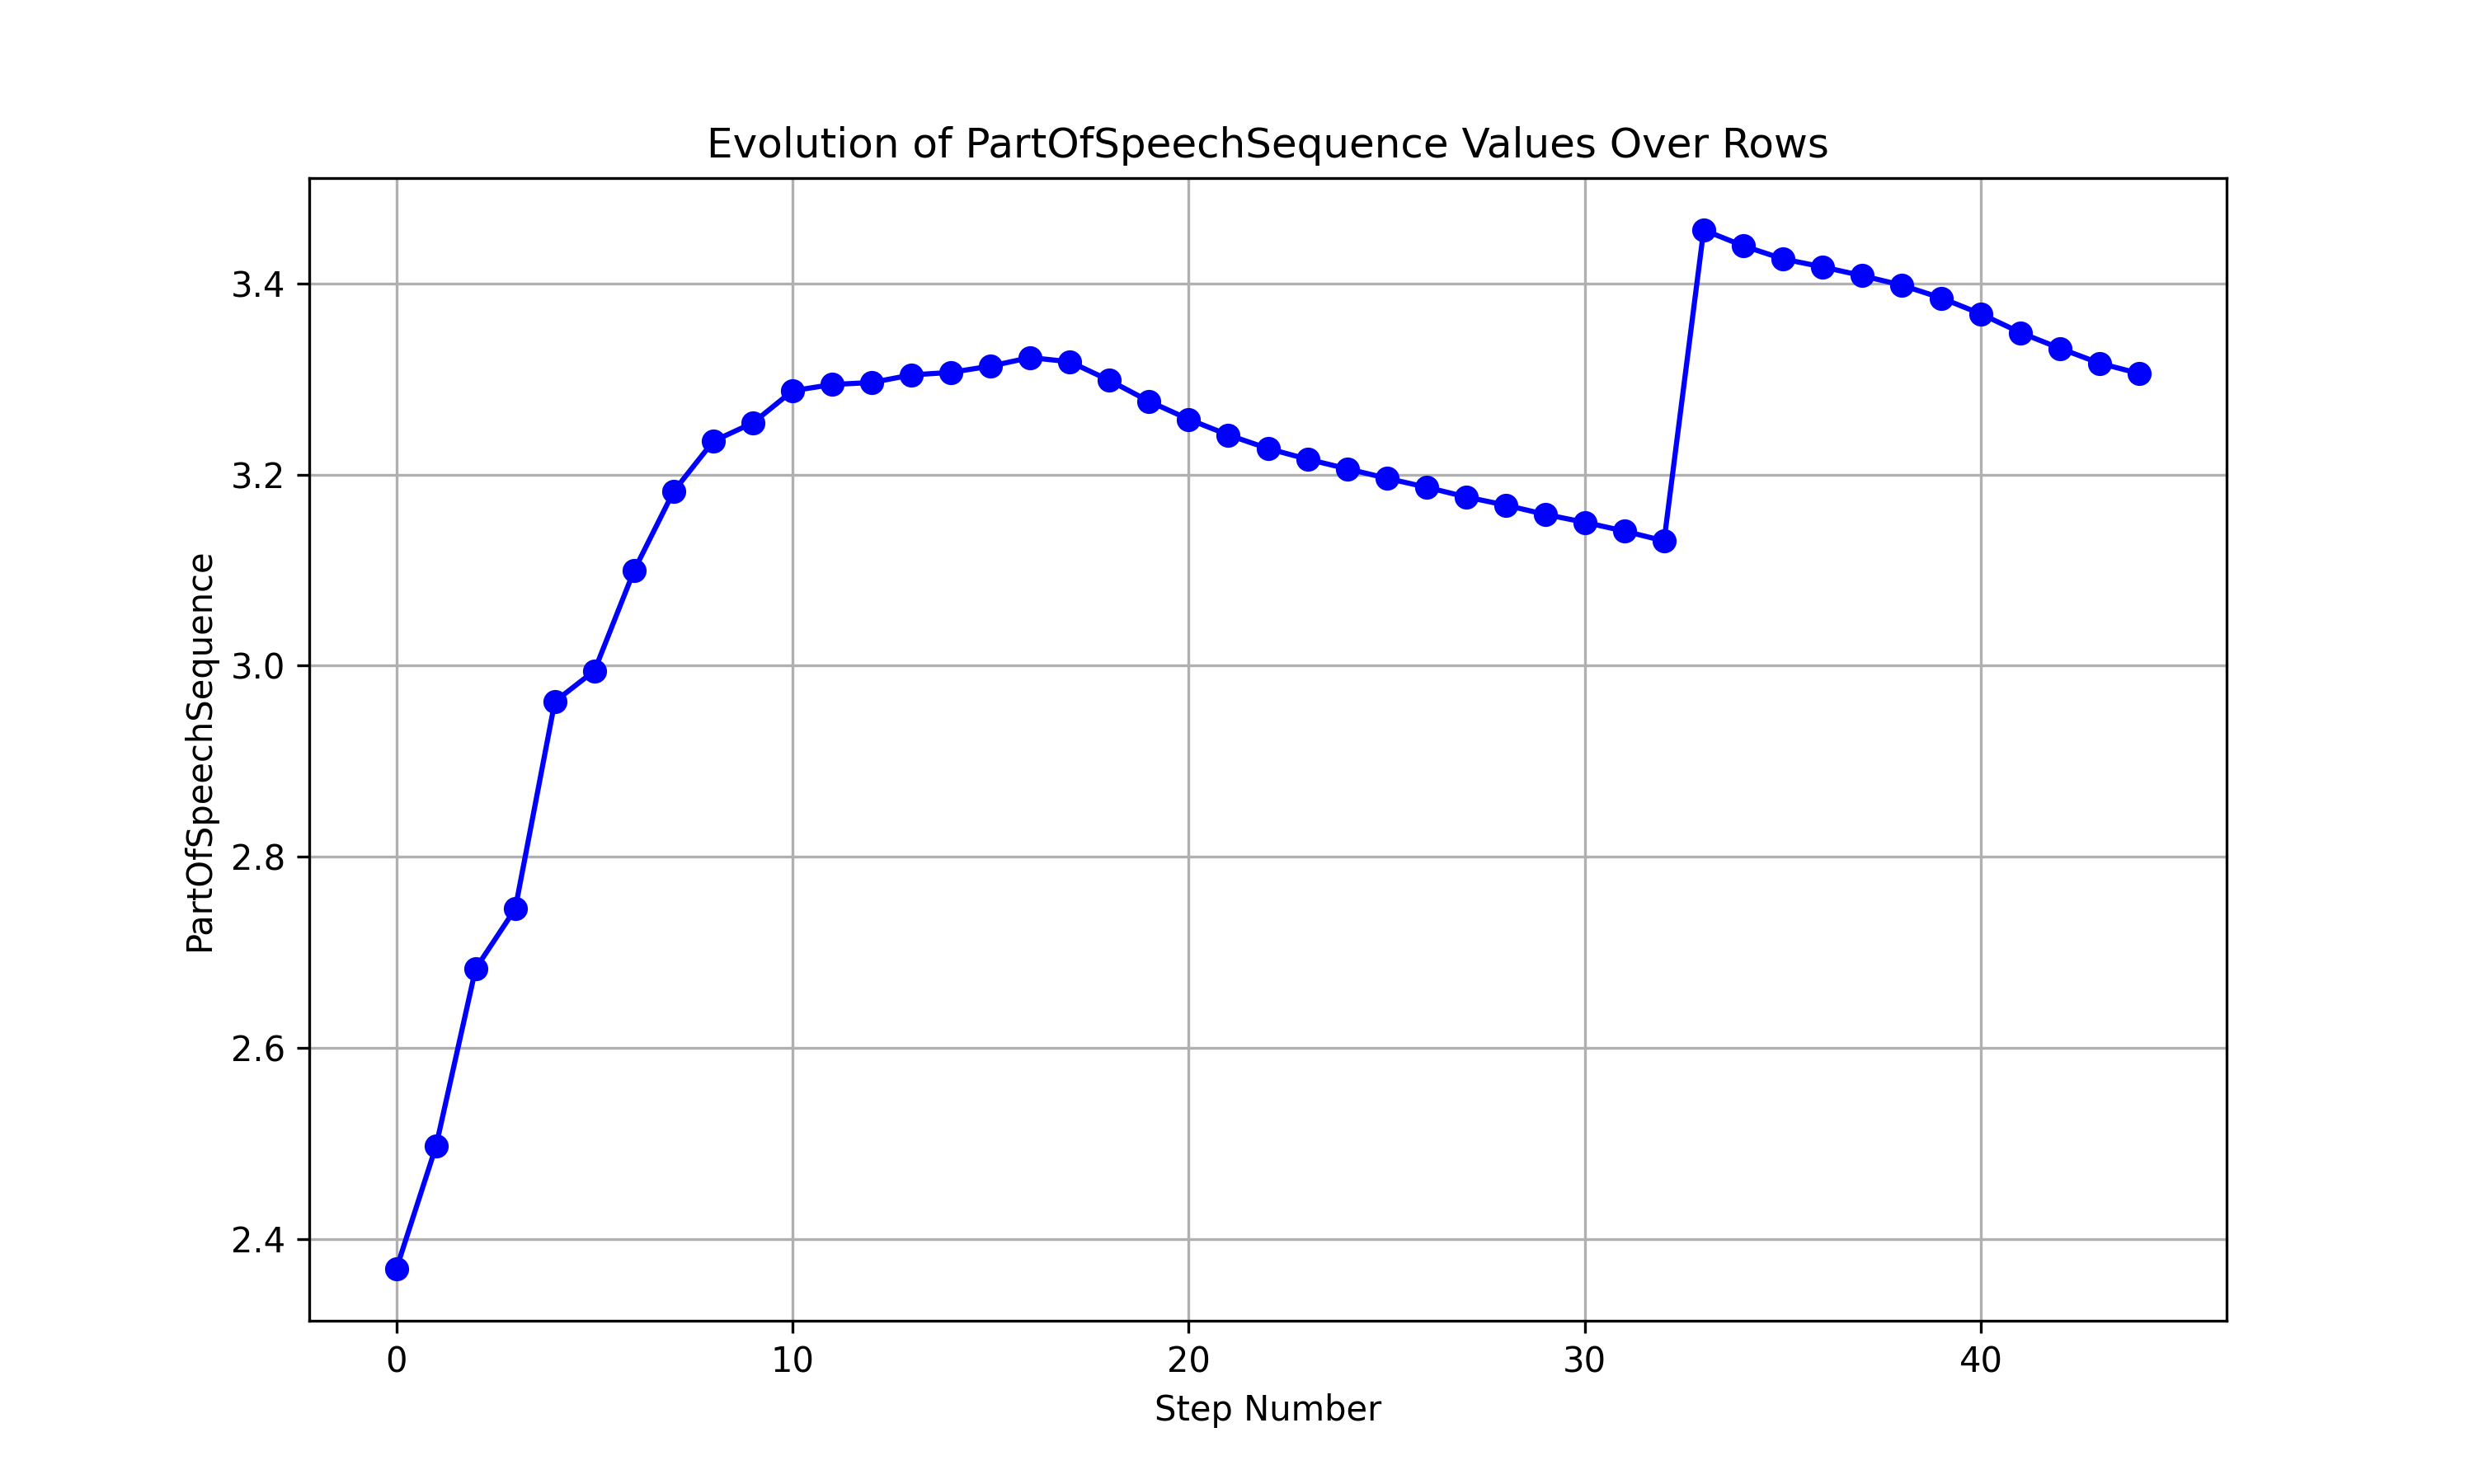 Evolution of PartOfSpeechSequence Values Over Rows
PartOfSpeechSequence
3.4
3.2
3.0
2.8
2.6
2.4
0 10 20 30 40
Step Number